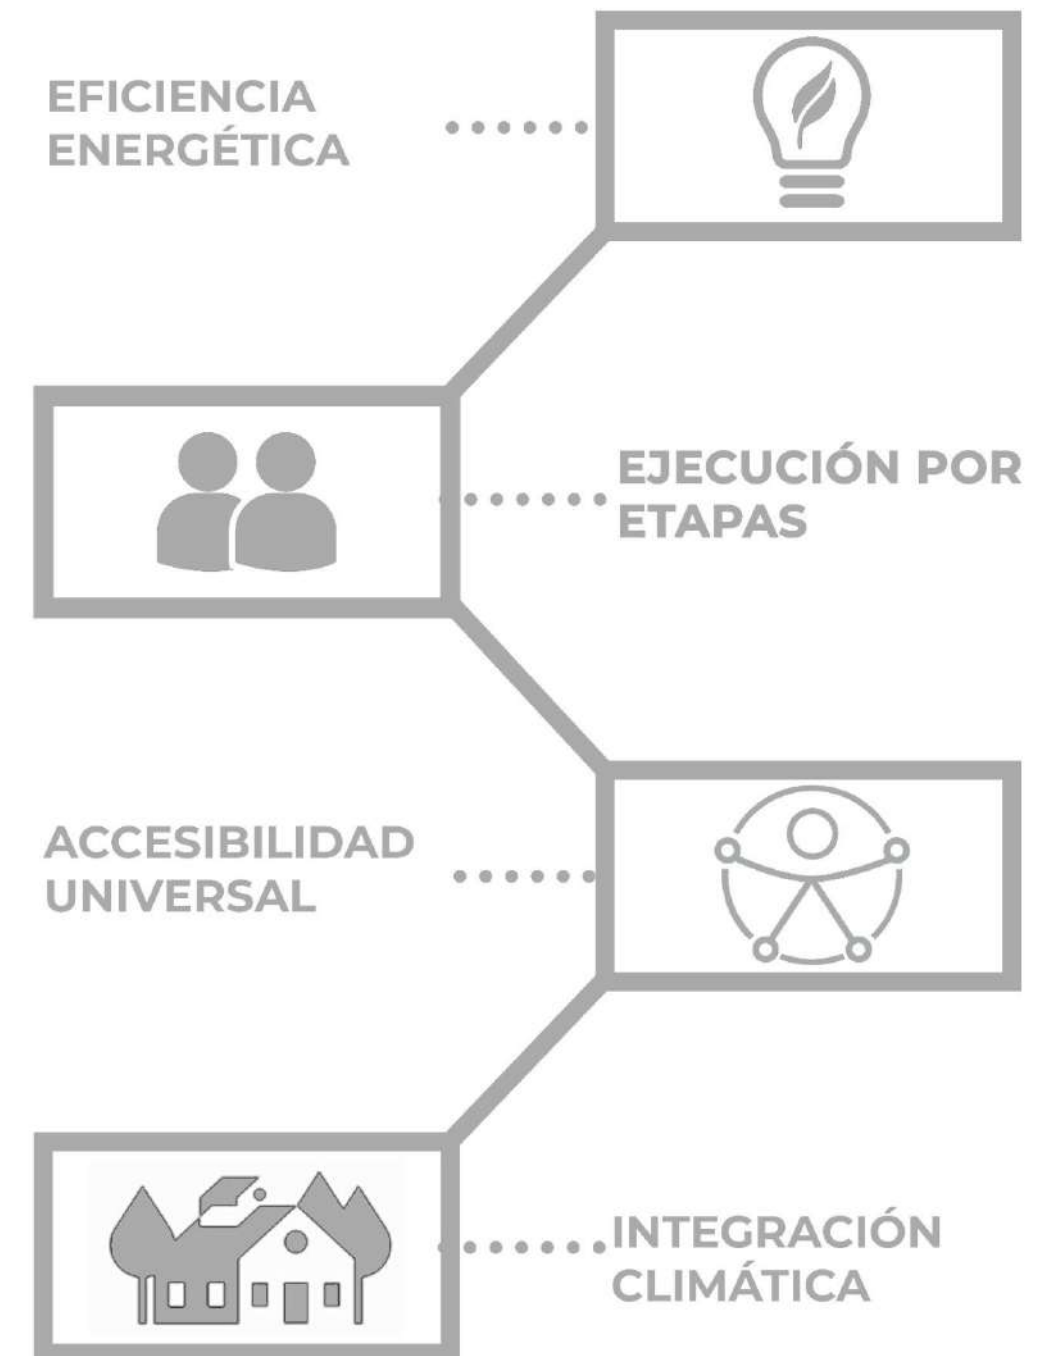 EFICIENCIA
ENERGÉTICA
EJECUCIÓN POR
ETAPAS
ACCESIBILIDAD
UNIVERSAL
INTEGRACIÓN
CLIMÁTICA